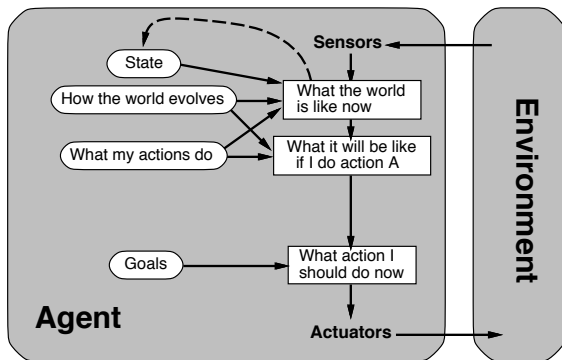 Sensors
State
What the world
is like now
How the world evolves
What my actions do
What it will be like
if I do action A
Goals
What action I
should do now
Agent
Actuators
Environment